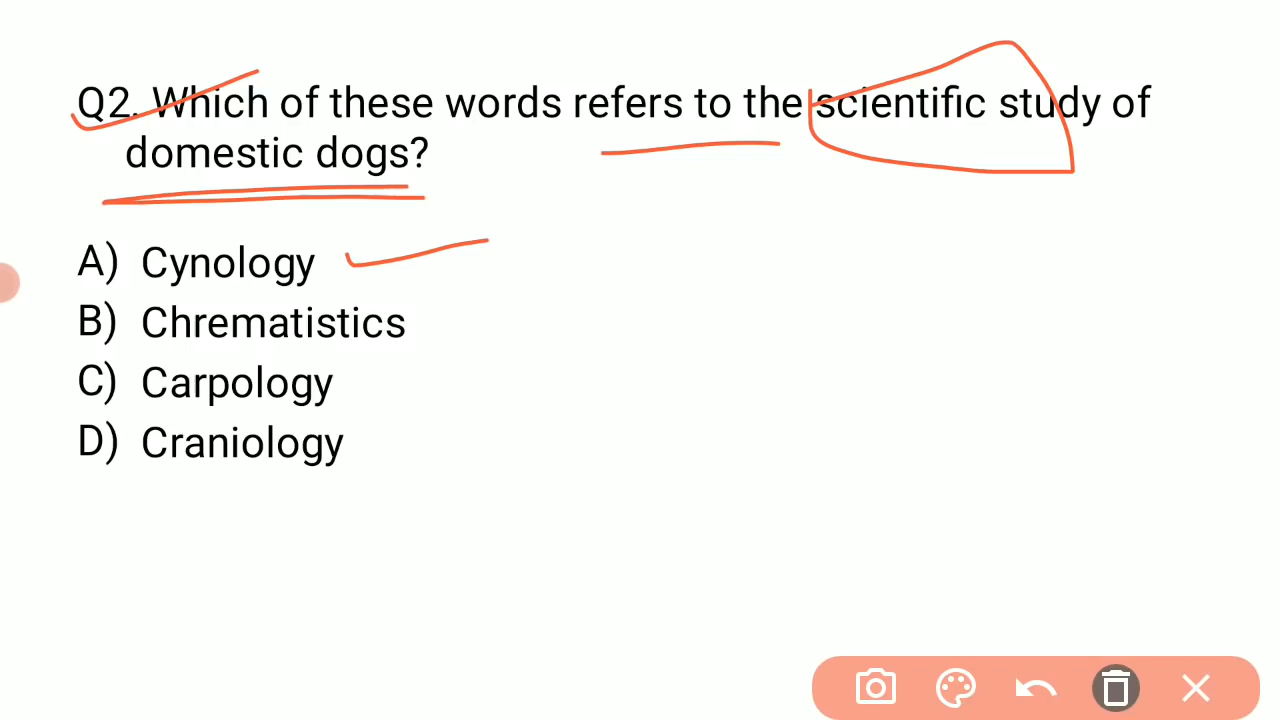 Q2. Which of these words refers to the scientific study of
domestic dogs?
A) Cynology
B) Chrematistics
C) Carpology
D) Craniology